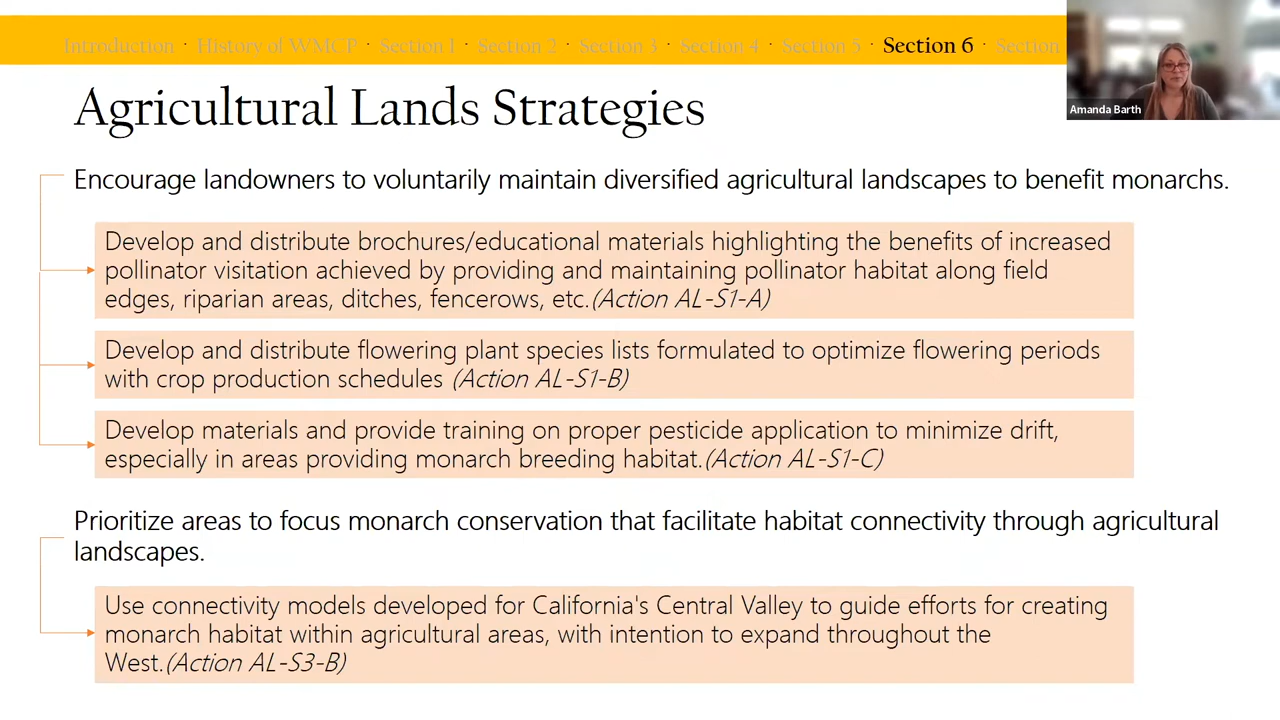 Introduction · History of WMCP · Section 1 · Section 2 · Section 3 · Section 4 · Section 5 · Section 6 · Section
Amanda Barth
Agricultural Lands Strategies
Encourage landowners to voluntarily maintain diversified agricultural landscapes to benefit monarchs.
Develop and distribute brochures/educational materials highlighting the benefits of increased
pollinator visitation achieved by providing and maintaining pollinator habitat along field
edges, riparian areas, ditches, fencerows, etc.(Action AL-S1-A)
Develop and distribute flowering plant species lists formulated to optimize flowering periods
with crop production schedules (Action AL-S1-B)
Develop materials and provide training on proper pesticide application to minimize drift,
especially in areas providing monarch breeding habitat.(Action AL-S1-C)
Prioritize areas to focus monarch conservation that facilitate habitat connectivity through agricultural
landscapes.
Use connectivity models developed for California's Central Valley to guide efforts for creating
monarch habitat within agricultural areas, with intention to expand throughout the
West.(Action AL-S3-B)